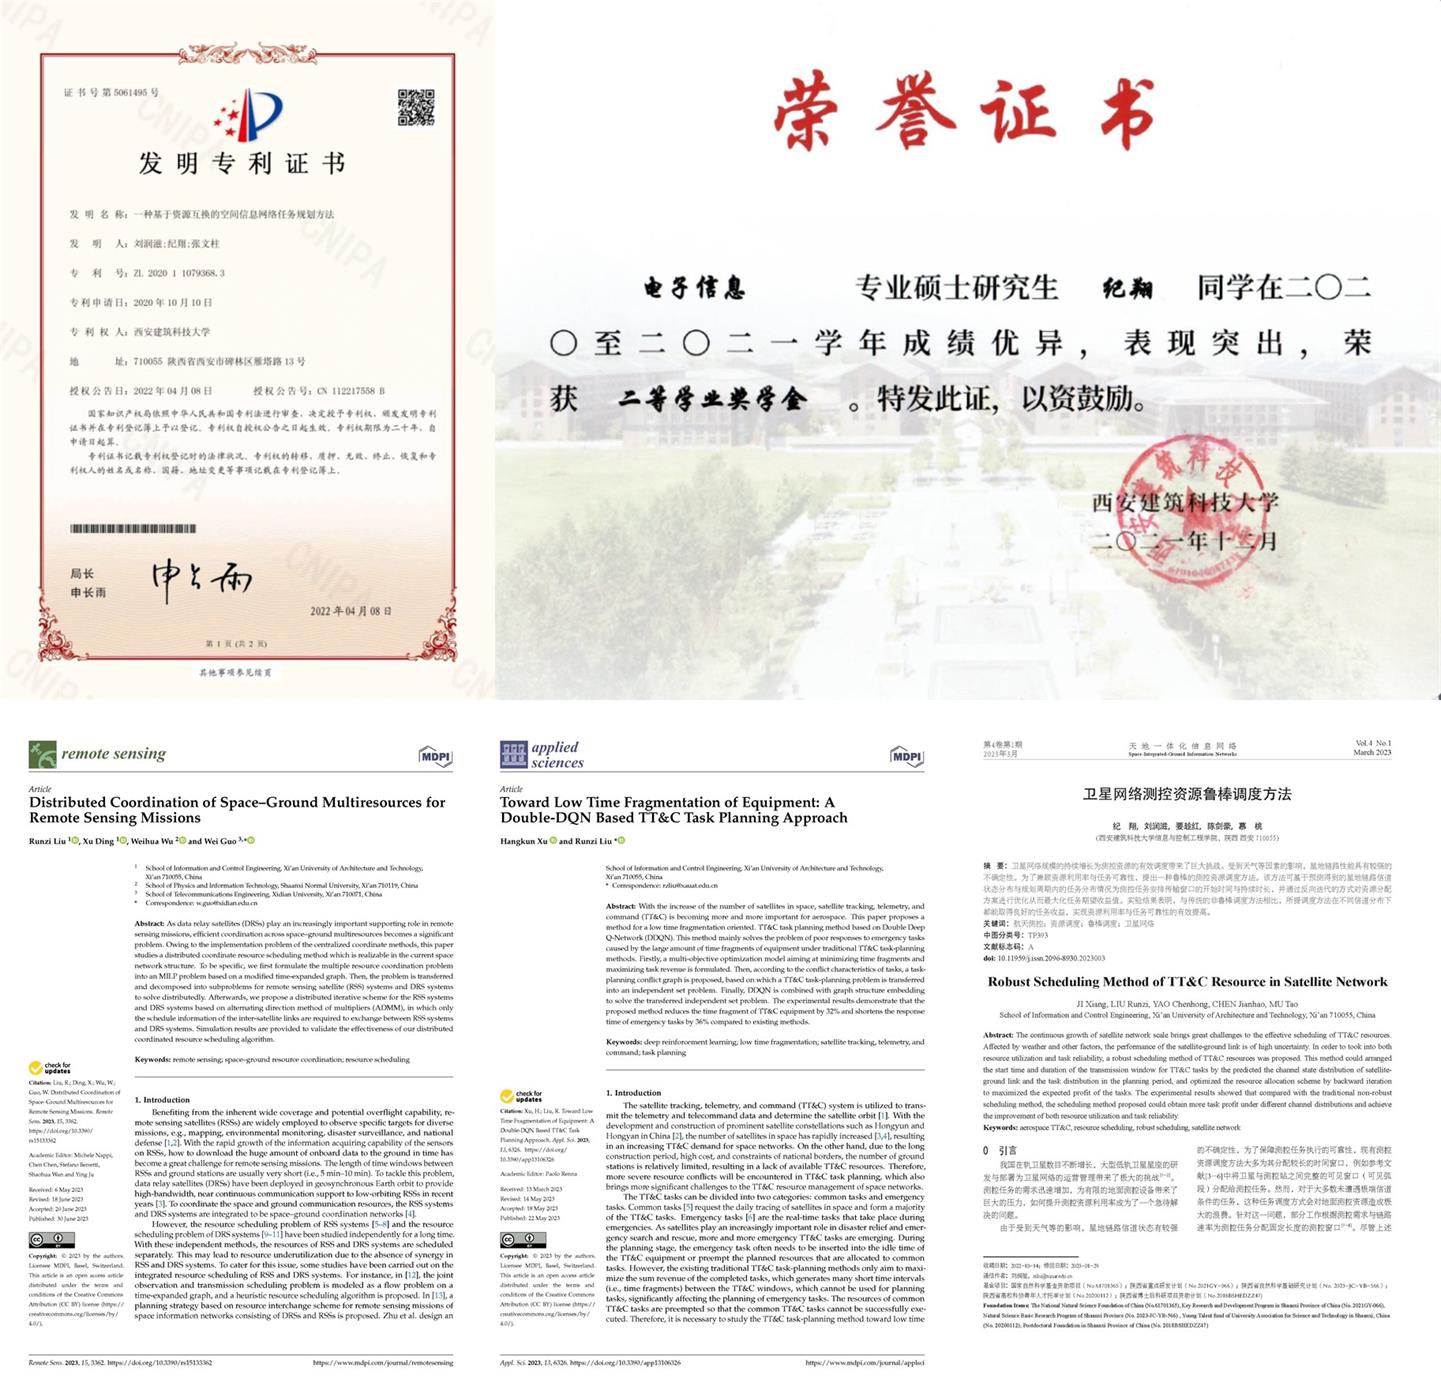 证书号第5061495号
发明专利证书
发 明 名 称：一种基于资源互换的空间信息网络任务规划方法
发 明 人：刘润滋;纪翔;张文柱
专 利 号：ZL 2020 1 1079368.3
专利申请日：2020年10月10日
专 利 权 人：西安建筑科技大学
地 址：710055 陕西省西安市碑林区雁塔路13号
授权公告日：2022年04月08日 授权公告号：CN 112217558 B
国家知识产权局依照中华人民共和国专利法进行审查，决定授予专利权，颁发发明专利
证书并在专利登记簿上予以登记。专利权自授权公告之日起生效。专利权期限为二十年，自
申请日起算。
专利证书记载专利权登记时的法律状况。专利权的转移、质押、无效、终止、恢复和专
利权人的姓名或名称、国籍、地址变更等事项记载在专利登记簿上。
局长
申长雨
2022年04月08日
第 1 页 (共 2 页)
其他事项参见续页
荣誉证书
电子信息 专业硕士研究生 纪翔 同学在二〇二
〇至二〇二一学年成绩优异，表现突出，荣
获 二等学业奖学金 。特发此证，以资鼓励。
西安建筑科技大学
二〇二一年十二月
remote sensing
MDPI
Article
Distributed Coordination of Space–Ground Multiresources for
Remote Sensing Missions
Runzi Liu 1, Xu Ding 1, Weihua Wu 2 and Wei Guo 3,*
1 School of Information and Control Engineering, Xi'an University of Architecture and Technology,
Xi'an 710055, China
2 School of Physics and Information Technology, Shaanxi Normal University, Xi'an 710119, China
3 School of Telecommunications Engineering, Xidian University, Xi'an 710071, China
* Correspondence: w.guo@xidian.edu.cn
Abstract: As data relay satellites (DRSs) play an increasingly important supporting role in remote
sensing missions, efficient coordination across space–ground multiresources becomes a significant
problem. Owing to the implementation problem of the centralized coordinate methods, this paper
studies a distributed coordinate resource scheduling method which is realizable in the current space
network structure. To be specific, we first formulate the multiple resource coordination problem
into an MILP problem based on a modified time-expanded graph. Then, the problem is transferred
and decomposed into subproblems for remote sensing satellite (RSS) systems and DRS systems
to solve distributedly. Afterwards, we propose a distributed iterative scheme for the RSS systems
and DRS systems based on alternating direction method of multipliers (ADMM), in which only
the schedule information of the inter-satellite links are required to exchange between RSS systems
and DRS systems. Simulation results are provided to validate the effectiveness of our distributed
coordinated resource scheduling algorithm.
Keywords: remote sensing; space–ground resource coordination; resource scheduling
check for
updates
Citation: Liu, R.; Ding, X.; Wu, W.;
Guo, W. Distributed Coordination of
Space–Ground Multiresources for
Remote Sensing Missions. Remote
Sens. 2023, 15, 3362.
https://doi.org/10.3390/
rs15133362
Academic Editors: Michele Nappi,
Chen Chen, Stefano Berretti,
Shaohua Wan and Ying Ju
Received: 6 May 2023
Revised: 18 June 2023
Accepted: 20 June 2023
Published: 30 June 2023
Copyright: © 2023 by the authors.
Licensee MDPI, Basel, Switzerland.
This article is an open access article
distributed under the terms and
conditions of the Creative Commons
Attribution (CC BY) license (https://
creativecommons.org/licenses/by/
4.0/).
1. Introduction
Benefiting from the inherent wide coverage and potential overflight capability, re-
mote sensing satellites (RSSs) are widely employed to observe specific targets for diverse
missions, e.g., mapping, environmental monitoring, disaster surveillance, and national
defense [1,2]. With the rapid growth of the information acquiring capability of the sensors
on RSSs, how to download the huge amount of onboard data to the ground in time has
become a great challenge for remote sensing missions. The length of time windows between
RSSs and ground stations are usually very short (i.e., 5 min–10 min). To tackle this problem,
data relay satellites (DRSs) have been deployed in geosynchronous Earth orbit to provide
high-bandwidth, near continuous communication support to low-orbiting RSSs in recent
years [3]. To coordinate the space and ground communication resources, the RSS systems
and DRS systems are integrated to be space–ground coordination networks [4].
However, the resource scheduling problem of RSS systems [5–8] and the resource
scheduling problem of DRS systems [9–11] have been studied independently for a long time.
With these independent methods, the resources of RSS and DRS systems are scheduled
separately. This may lead to resource underutilization due to the absence of synergy in
RSS and DRS systems. To cater for this issue, some studies have been carried out on the
integrated resource scheduling of RSS and DRS systems. For instance, in [12], the joint
observation and transmission scheduling problem is modeled as a flow problem on a
time-expanded graph, and a heuristic resource scheduling algorithm is proposed. In [13], a
planning strategy based on resource interchange scheme for remote sensing missions of
space information networks consisting of DRSs and RSSs is proposed. Zhu et al. design an
Remote Sens. 2023, 15, 3362. https://doi.org/10.3390/rs15133362 https://www.mdpi.com/journal/remotesensing
applied
sciences
MDPI
Article
Toward Low Time Fragmentation of Equipment: A
Double-DQN Based TT&C Task Planning Approach
Hangkun Xu and Runzi Liu *
School of Information and Control Engineering, Xi'an University of Architecture and Technology,
Xi'an 710055, China
* Correspondence: rzliu@xauat.edu.cn
Abstract: With the increase of the number of satellites in space, satellite tracking, telemetry, and
command (TT&C) is becoming more and more important for aerospace. This paper proposes a
method for a low time fragmentation oriented. TT&C task planning method based on Double Deep
Q-Network (DDQN). This method mainly solves the problem of poor responses to emergency tasks
caused by the large amount of time fragments of equipment under traditional TT&C task-planning
methods. Firstly, a multi-objective optimization model aiming at minimizing time fragments and
maximizing task revenue is formulated. Then, according to the conflict characteristics of tasks, a task-
planning conflict graph is proposed, based on which a TT&C task-planning problem is transferred
into an independent set problem. Finally, DDQN is combined with graph structure embedding
to solve the transferred independent set problem. The experimental results demonstrate that the
proposed method reduces the time fragment of TT&C equipment by 32% and shortens the response
time of emergency tasks by 36% compared to existing methods.
Keywords: deep reinforcement learning; low time fragmentation; satellite tracking, telemetry, and
command; task planning
check for
updates
Citation: Xu, H.; Liu, R. Toward Low
Time Fragmentation of Equipment: A
Double-DQN Based TT&C Task
Planning Approach. Appl. Sci. 2023,
13, 6326. https://doi.org/
10.3390/app13106326
Academic Editor: Paolo Renna
Received: 13 March 2023
Revised: 14 May 2023
Accepted: 18 May 2023
Published: 22 May 2023
Copyright: © 2023 by the authors.
Licensee MDPI, Basel, Switzerland.
This article is an open access article
distributed under the terms and
conditions of the Creative Commons
Attribution (CC BY) license (https://
creativecommons.org/licenses/by/
4.0/).
1. Introduction
The satellite tracking, telemetry, and command (TT&C) system is utilized to trans-
mit the telemetry and telecommand data and determine the satellite orbit [1]. With the
development and construction of prominent satellite constellations such as Hongyun and
Hongyan in China [2], the number of satellites in space has rapidly increased [3,4], resulting
in an increasing TT&C demand for space networks. On the other hand, due to the long
construction period, high cost, and constraints of national borders, the number of ground
stations is relatively limited, resulting in a lack of available TT&C resources. Therefore,
more severe resource conflicts will be encountered in space TT&C network, which also
brings more significant challenges to the TT&C resource management of space networks.
The TT&C tasks can be divided into two categories: common tasks and emergency
tasks. Common tasks [5] request the daily tracing of satellites in space and form a majority
of the TT&C tasks. Emergency tasks [6] are the real-time tasks that take place during
emergencies. As satellites play an increasingly important role in disaster relief and emer-
gency search and rescue, more and more emergency TT&C tasks are emerging. During
the planning stage, the emergency task often needs to be inserted into the idle time of
the TT&C equipment or preempt the planned resources that are allocated to common
tasks. However, the existing traditional TT&C task-planning methods only aim to maxi-
mize the sum revenue of the completed tasks, which generates many short time intervals
(i.e., time fragments) between the TT&C windows, which cannot be used for planning
tasks, significantly affecting the planning of emergency tasks. The resources of common
TT&C tasks are preempted so that the common TT&C tasks cannot be successfully exe-
cuted. Therefore, it is necessary to study the TT&C task-planning method toward low time
Appl. Sci. 2023, 13, 6326. https://doi.org/10.3390/app13106326 https://www.mdpi.com/journal/applsci
第4卷第1期 天 地 一 体 化 信 息 网 络 Vol.4 No.1
2023年3月 Space-Integrated-Ground Information Networks March 2023
卫星网络测控资源鲁棒调度方法
纪 翔，刘润滋，要趁红，陈剑豪，慕 桃
（西安建筑科技大学信息与控制工程学院，陕西 西安 710055）
摘 要：卫星网络规模的持续增长为测控资源的有效调度带来了巨大挑战。受到天气等因素的影响，星地链路性能具有较强的
不确定性。为了兼顾资源利用率与任务可靠性，提出一种鲁棒的测控资源调度方法。该方法可基于预测得到的星地链路信道
状态分布与规划周期内的任务分布情况为测控任务安排传输窗口的开始时间与持续时长，并通过反向迭代的方式对资源分配
方案进行优化从而最大化任务期望收益值。实验结果表明，与传统的非鲁棒调度方法相比，所提调度方法在不同信道分布下
都能取得良好的任务收益，实现资源利用率与任务可靠性的有效提高。
关键词：航天测控；资源调度；鲁棒调度；卫星网络
中图分类号：TP393
文献标志码：A
doi: 10.11959/j.issn.2096-8930.2023003
Robust Scheduling Method of TT&C Resource in Satellite Network
JI Xiang, LIU Runzi, YAO Chenhong, CHEN Jianhao, MU Tao
School of Information and Control Engineering, Xi'an University of Architecture and Technology, Xi'an 710055, China
Abstract: The continuous growth of satellite network scale brings great challenges to the effective scheduling of TT&C resources.
Affected by weather and other factors, the performance of the satellite-ground link is of high uncertainty. In order to took into both
resource utilization and task reliability, a robust scheduling method of TT&C resources was proposed. This method could arranged
the start time and duration of the transmission window for TT&C tasks by the predicted the channel state distribution of satellite-
ground link and the task distribution in the planning period, and optimized the resource allocation scheme by backward iteration
to maximized the expected profit of the tasks. The experimental results showed that compared with the traditional non-robust
scheduling method, the scheduling method proposed could obtain more task profit under different channel distributions and achieve
the improvement of both resource utilization and task reliability.
Keywords: aerospace TT&C, resource scheduling, robust scheduling, satellite network
0 引言
我国在轨卫星数目不断增长，大型低轨卫星星座的研
发与部署为卫星网络的运营管理带来了极大的挑战[1-2]。
测控任务的需求迅速增加，为有限的地面测控设备带来了
巨大的压力，如何提升测控资源利用率成为了一个急待解
决的问题。
由于受到天气等的影响，星地链路信道状态有较强
的不确定性，为了保障测控任务执行的可靠性，现有测控
资源调度方法大多为其分配较长的时间窗口，例如参考文
献[3-6]中将卫星与测控站之间完整的可见窗口（可见弧
段）分配给测控任务。然而，对于大多数未遭遇极端信道
条件的任务，这种任务调度方式会对地面测控资源造成极
大的浪费。针对这一问题，部分工作根据测控需求与链路
速率为测控任务分配固定长度的测控窗口[7-8]。尽管上述
收稿日期：2022-10-14；修回日期：2023-01-28
通信作者：刘润滋，rzliu@xauat.edu.cn
基金项目：国家自然科学基金资助项目（No.61701365）；陕西省重点研发计划（No.2021GY-066）；陕西省自然科学基础研究计划（No. 2023-JC-YB-566）；
陕西省高校科协青年人才托举计划（No.20200112）；陕西省博士后科研项目资助计划（No.2018BSHEDZZ47）
Foundation Items: The National Natural Science Foundation of China (No.61701365), Key Research and Development Program in Shaanxi Province of China (No.2021GY-066),
Natural Science Basic Research Program of Shaanxi Province (No. 2023-JC-YB-566) , Young Talent fund of University Association for Science and Technology in Shaanxi, China
(No. 20200112), Postdoctoral Foundation in Shaanxi Province of China (No. 2018BSHEDZZ47)